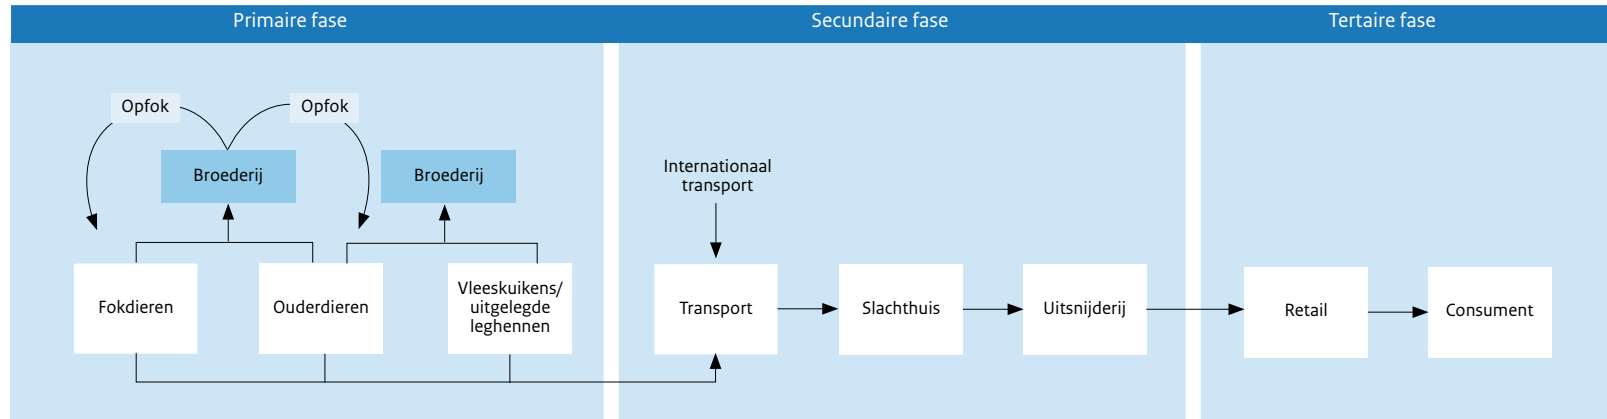 Primaire fase
Secundaire fase
Tertaire fase
Opfok
Opfok
Broederij
Broederij
Fokdieren
Ouderdieren
Vleeskuikens/
uitgelegde
leghennen
Internationaal
transport
Transport
Slachthuis
Uitsnijderij
Retail
Consument